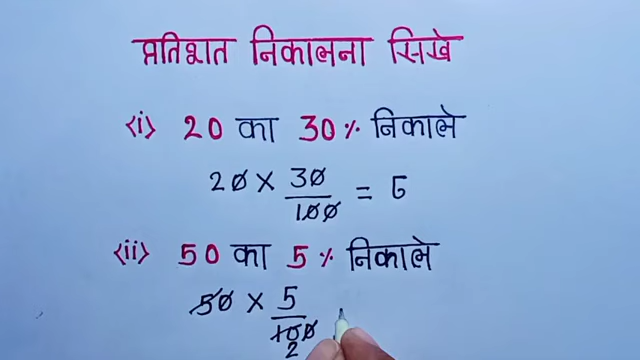 प्रतिशत निकालना सिखे
(i) 20 का 30% निकाले
20 × 30/100 = 6
(ii) 50 का 5% निकाले
50 × 5/100
2